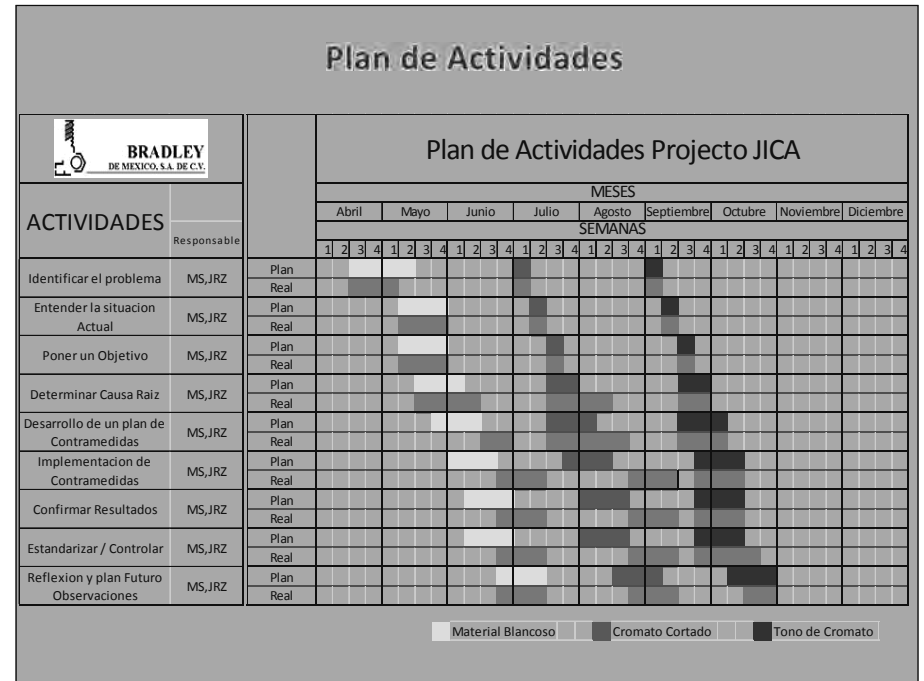 Plan de Actividades
BRADLEY
DE MEXICO, S.A. DE C.V.
Plan de Actividades Projecto JICA
MESES
Abril Mayo Junio Julio Agosto Septiembre Octubre Noviembre Diciembre
SEMANAS
ACTIVIDADES
Responsable
1 2 3 4 1 2 3 4 1 2 3 4 1 2 3 4 1 2 3 4 1 2 3 4 1 2 3 4 1 2 3 4 1 2 3 4
Identificar el problema MS,JRZ Plan
Real
Entender la situacion
Actual MS,JRZ Plan
Real
Poner un Objetivo MS,JRZ Plan
Real
Determinar Causa Raiz MS,JRZ Plan
Real
Desarrollo de un plan de
Contramedidas MS,JRZ Plan
Real
Implementacion de
Contramedidas MS,JRZ Plan
Real
Confirmar Resultados MS,JRZ Plan
Real
Estandarizar / Controlar MS,JRZ Plan
Real
Reflexion y plan Futuro
Observaciones MS,JRZ Plan
Real
Material Blancoso Cromato Cortado Tono de Cromato